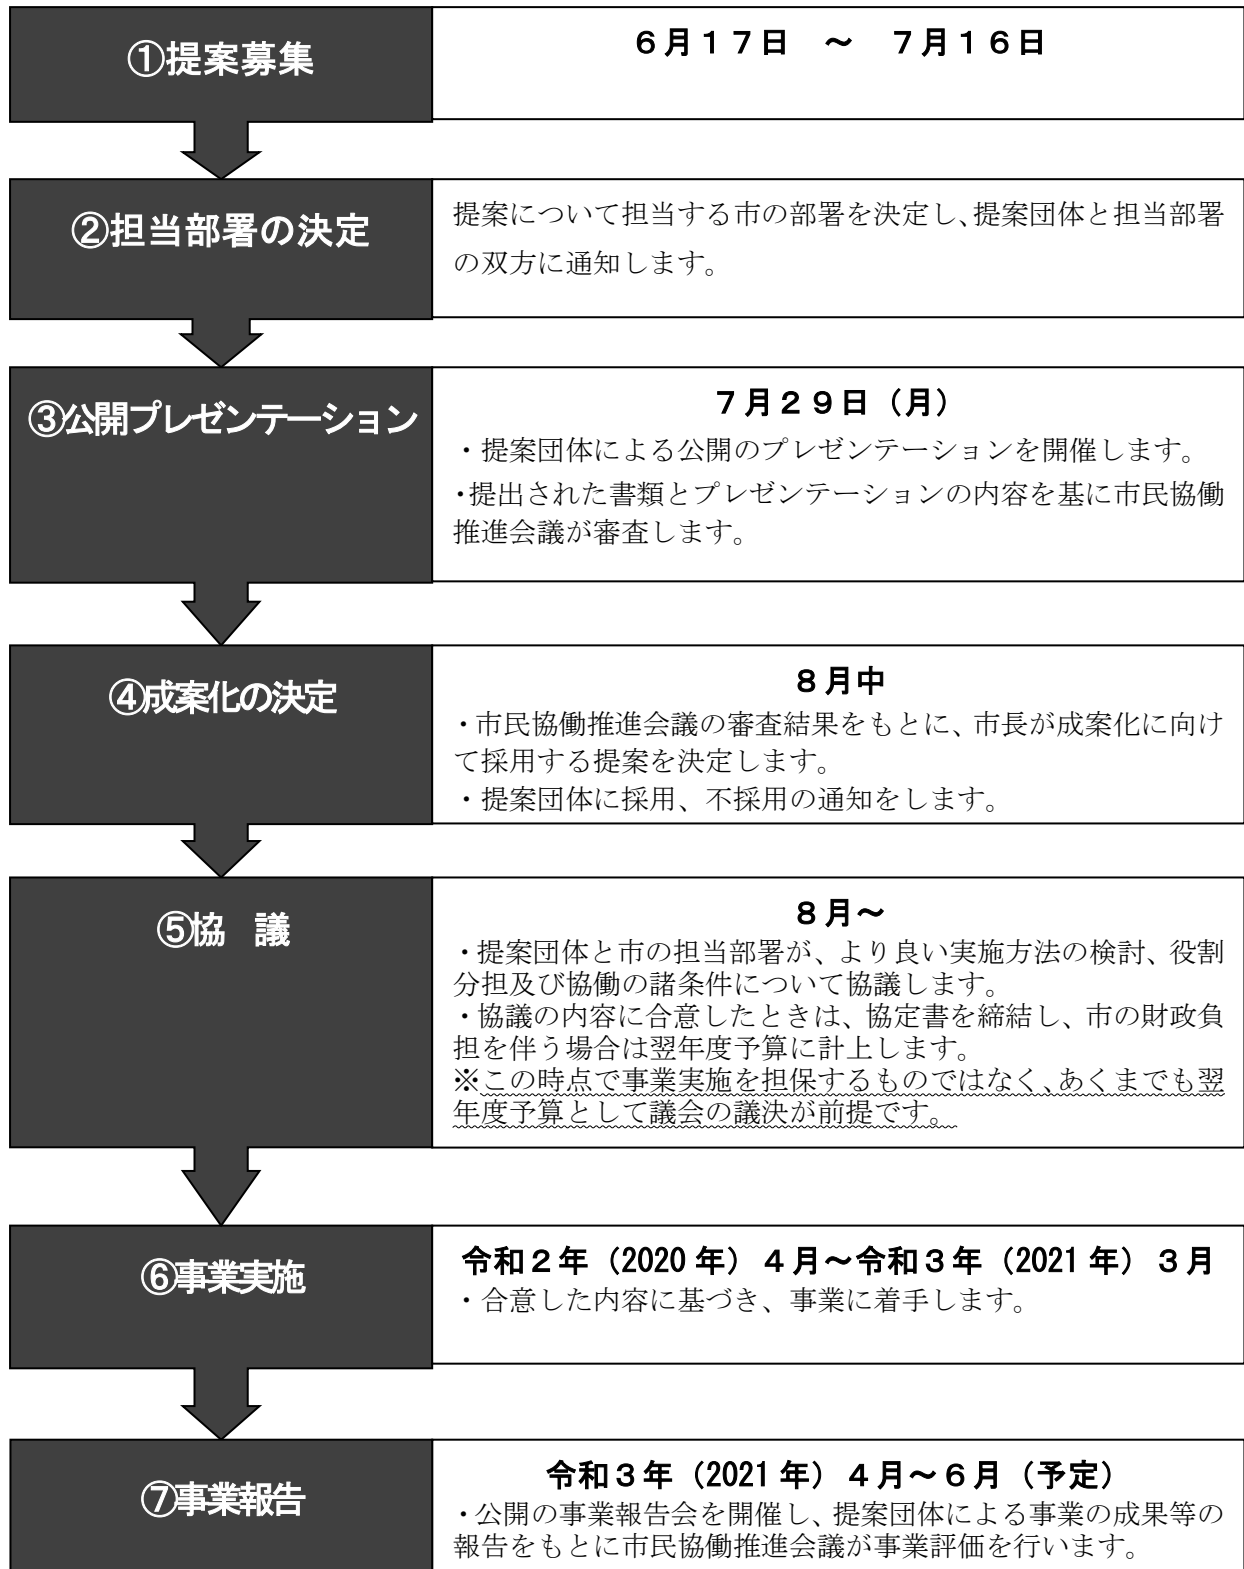 ①提案募集
６月１７日　～　７月１６日
②担当部署の決定
提案について担当する市の部署を決定し、提案団体と担当部署
の双方に通知します。
③公開プレゼンテーション
７月２９日（月）
・提案団体による公開のプレゼンテーションを開催します。
・提出された書類とプレゼンテーションの内容を基に市民協働
推進会議が審査します。
④成案化の決定
８月中
・市民協働推進会議の審査結果をもとに、市長が成案化に向け
て採用する提案を決定します。
・提案団体に採用、不採用の通知をします。
⑤協　議
８月～
・提案団体と市の担当部署が、より良い実施方法の検討、役割
分担及び協働の諸条件について協議します。
・協議の内容に合意したときは、協定書を締結し、市の財政負
担を伴う場合は翌年度予算に計上します。
※この時点で事業実施を担保するものではなく、あくまでも翌
年度予算として議会の議決が前提です。
⑥事業実施
令和２年（2020 年）４月～令和３年（2021 年）３月
・合意した内容に基づき、事業に着手します。
⑦事業報告
令和３年（2021 年）４月～６月（予定）
・公開の事業報告会を開催し、提案団体による事業の成果等の
報告をもとに市民協働推進会議が事業評価を行います。